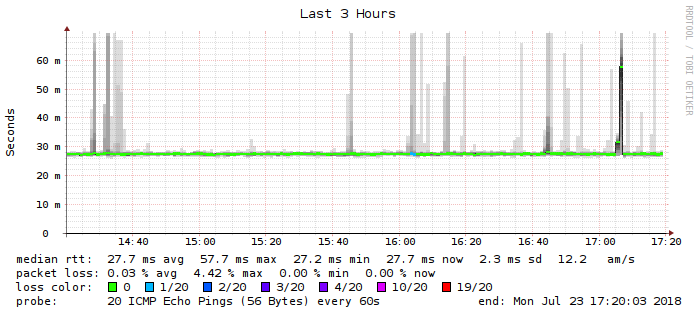 Last 3 Hours
RRDTOOL / TOBI OETIKER
Seconds
60 m
50 m
40 m
30 m
20 m
10 m
0
14:40 15:00 15:20 15:40 16:00 16:20 16:40 17:00 17:20
median rtt: 27.7 ms avg 57.7 ms max 27.2 ms min 27.7 ms now 2.3 ms sd 12.2 am/s
packet loss: 0.03 % avg 4.42 % max 0.00 % min 0.00 % now
loss color: 0 1/20 2/20 3/20 4/20 10/20 19/20
probe: 20 ICMP Echo Pings (56 Bytes) every 60s end: Mon Jul 23 17:20:03 2018